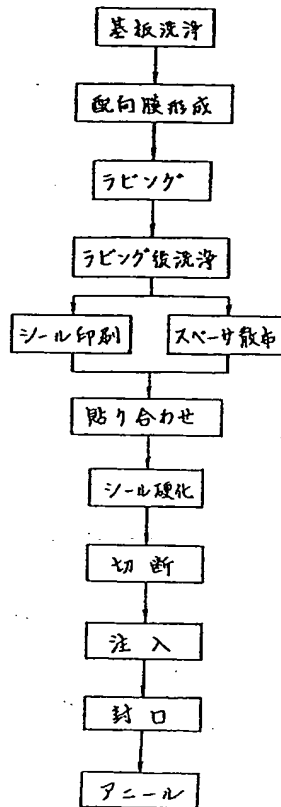 基板洗浄
配向膜形成
ラビング
ラビング後洗浄
シール印刷
スペーサ散布
貼り合わせ
シール硬化
切断
注入
封口
アニール